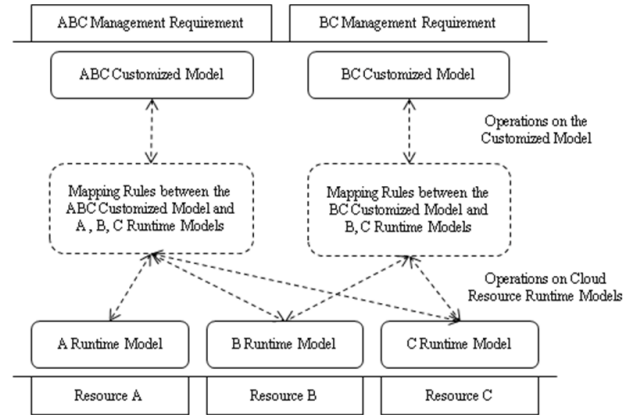 ABC Management Requirement
BC Management Requirement
ABC Customized Model
BC Customized Model
Operations on the
Customized Model
Mapping Rules between the
ABC Customized Model and
A , B, C Runtime Models
Mapping Rules between the
BC Customized Model and
B, C Runtime Models
Operations on Cloud
Resource Runtime Models
A Runtime Model
B Runtime Model
C Runtime Model
Resource A
Resource B
Resource C